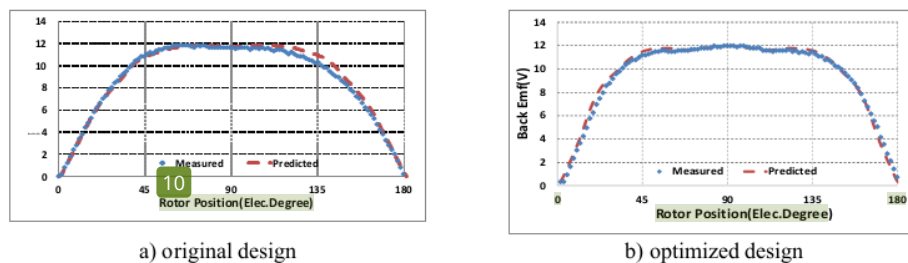 14
12
10
8
6
4
2
0
Measured Predicted
0 45 90 135 180
10
Rotor Position(Elec.Degree)
a) original design
14
12
10
8
6
4
2
0
Back Emf(V)
Measured Predicted
0 45 90 135 180
Rotor Position(Elec.Degree)
b) optimized design